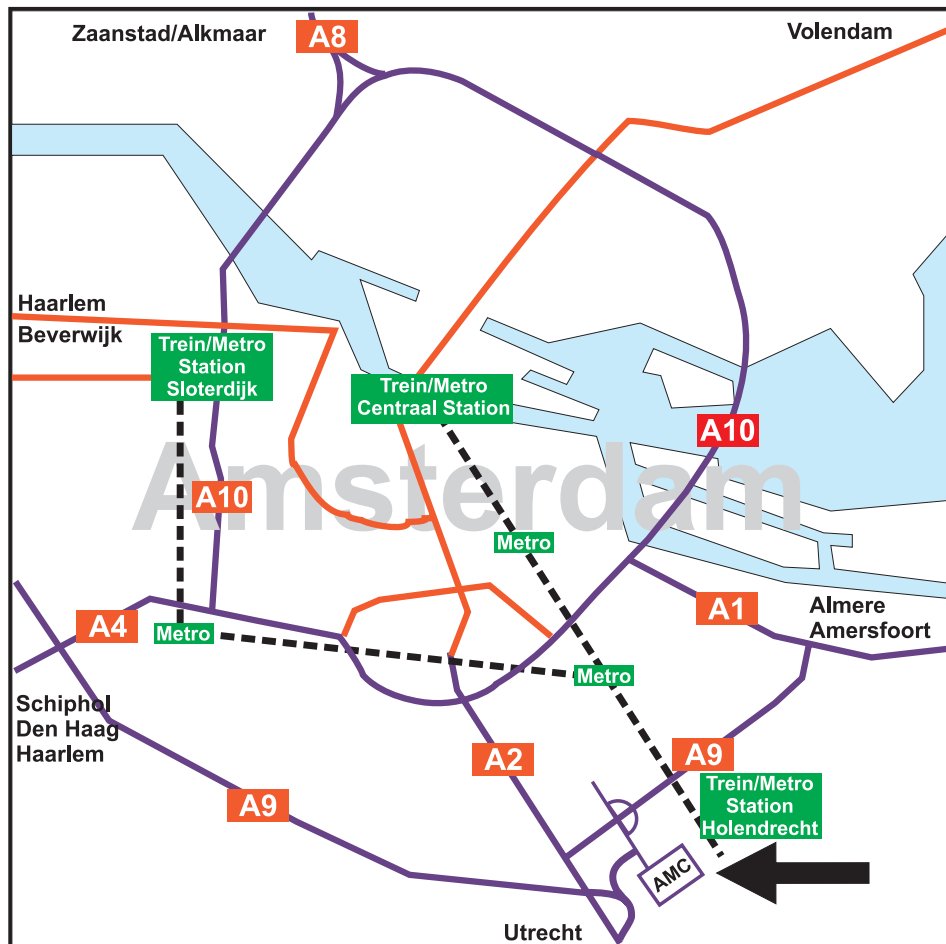 Zaanstad/Alkmaar
A8
Volendam
Haarlem
Beverwijk
Trein/Metro
Station
Sloterdijk
Trein/Metro
Centraal Station
A10
Amsterdam
A10
Metro
A4
Metro
A1
Almere
Amersfoort
Metro
Schiphol
Den Haag
Haarlem
A2
A9
Trein/Metro
Station
Holendrecht
A9
AMC
Utrecht